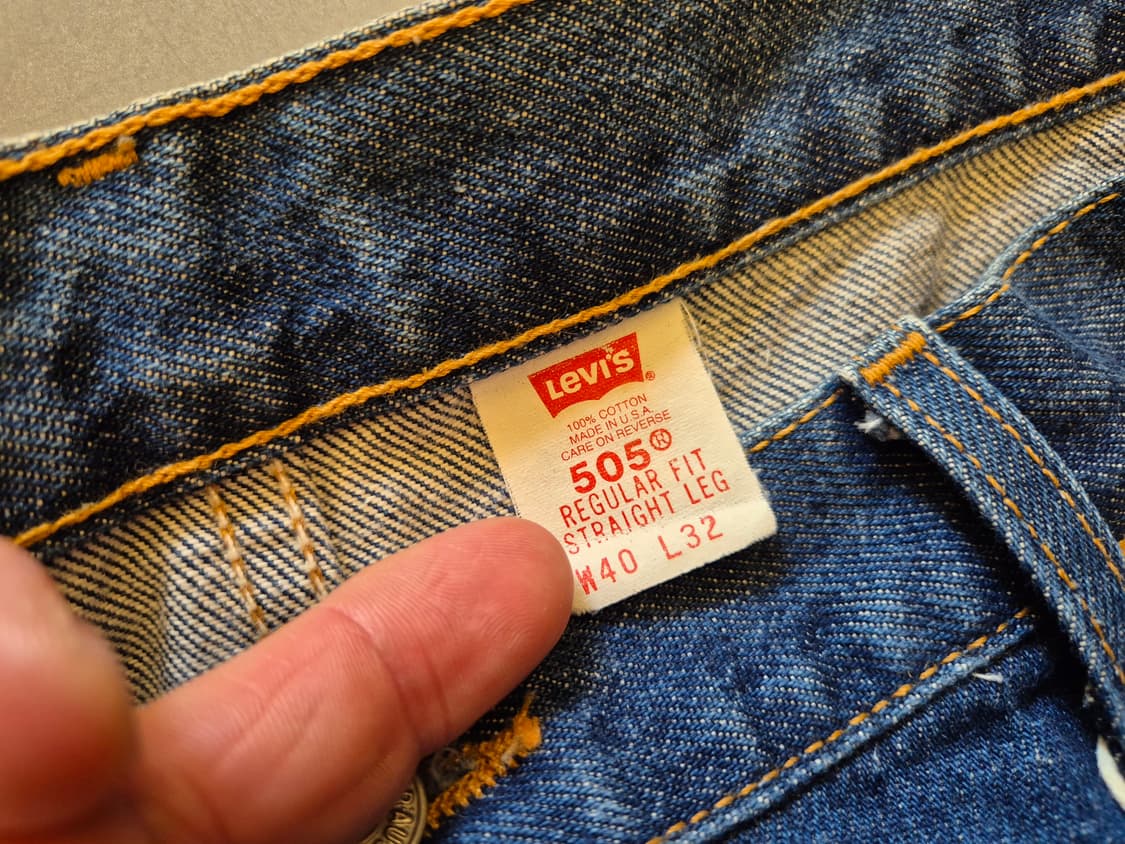 Levi's®
100% COTTON
MADE IN U.S.A.
CARE ON REVERSE
505®
REGULAR FIT
STRAIGHT LEG
W40 L32